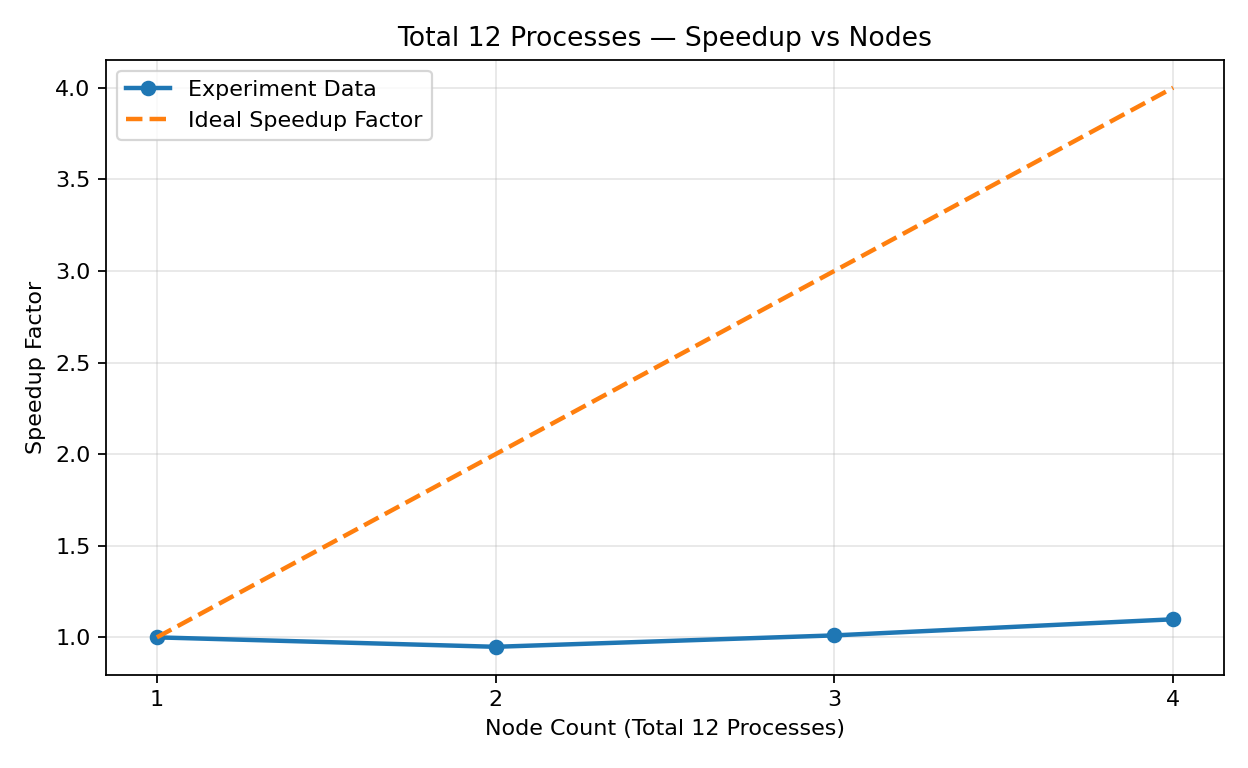 Total 12 Processes — Speedup vs Nodes
Experiment Data
Ideal Speedup Factor
4.0
3.5
3.0
2.5
2.0
1.5
1.0
Speedup Factor
1 2 3 4
Node Count (Total 12 Processes)